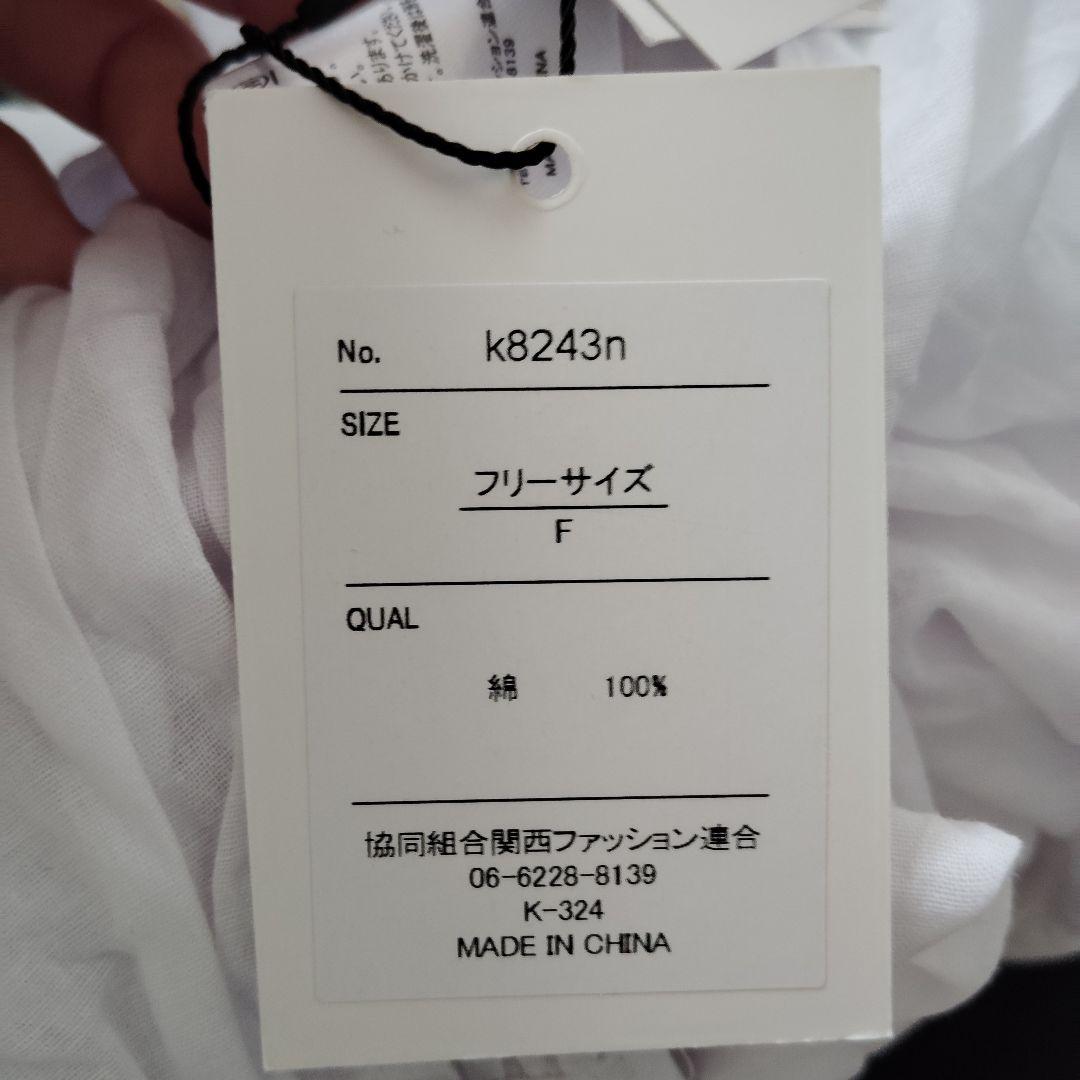 No. k8243n
SIZE
フリーサイズ
F
QUAL
綿 100%
協同組合関西ファッション連合
06-6228-8139
K-324
MADE IN CHINA